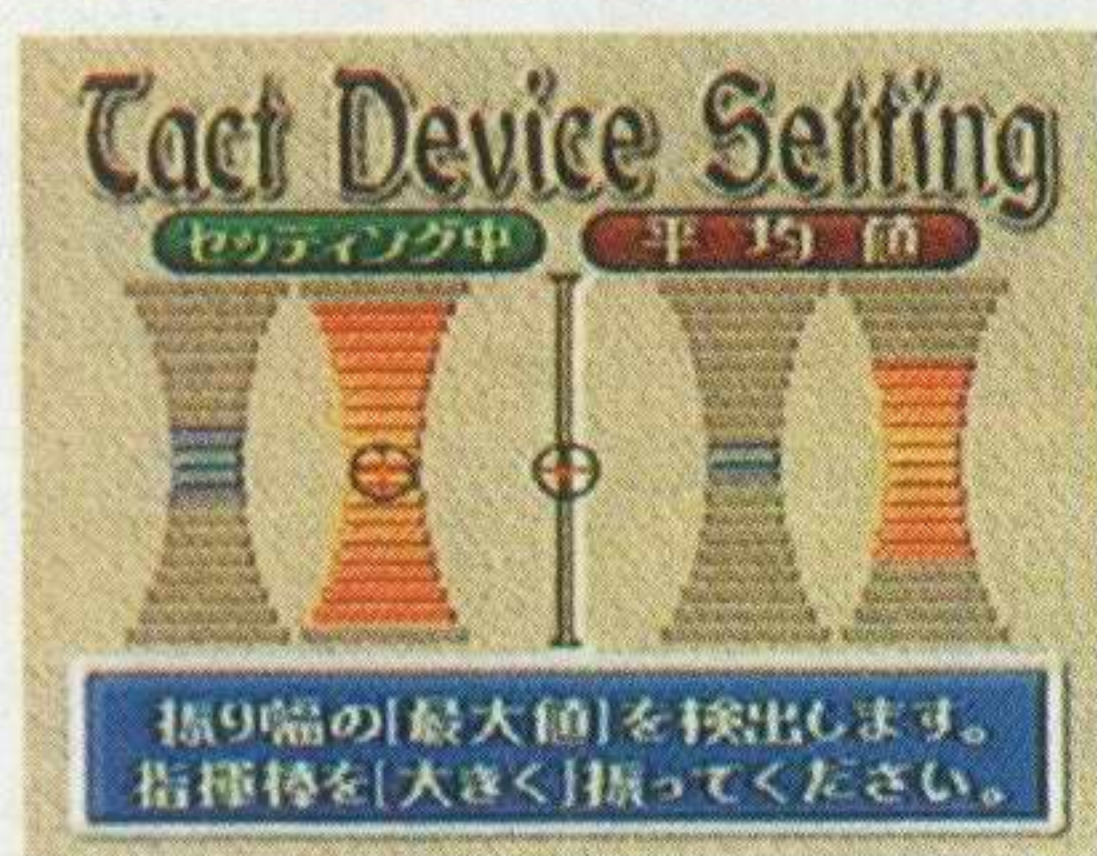 Tact Device Setting
セッティング中
平均値
振り幅の[最大値]を検出します。
指揮棒を[大きく]振ってください。